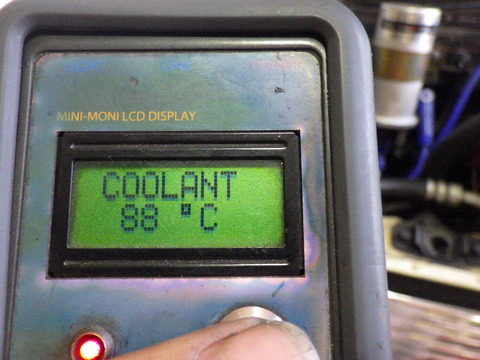 MINI-MONI LCD DISPLAY
COOLANT
88 °C